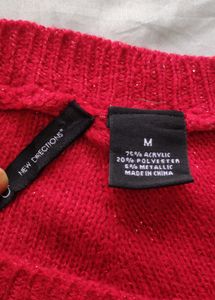 NEW DIRECTIONS
M
75% ACRYLIC
20% POLYESTER
5% METALLIC
MADE IN CHINA